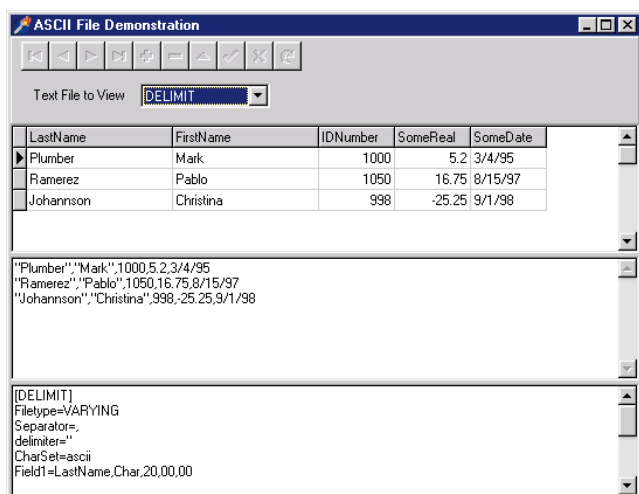 ASCII File Demonstration
Text File to View DELIMIT
LastName FirstName IDNumber SomeReal SomeDate
Plumber Mark 1000 5.2 3/4/95
Ramerez Pablo 1050 16.75 8/15/97
Johannson Christina 998 -25.25 9/1/98
"Plumber","Mark",1000,5.2,3/4/95
"Ramerez","Pablo",1050,16.75,8/15/97
"Johannson","Christina",998,-25.25,9/1/98
[DELIMIT]
Filetype=VARYING
Separator=,
delimiter="
CharSet=ascii
Field1=LastName,Char,20,00,00